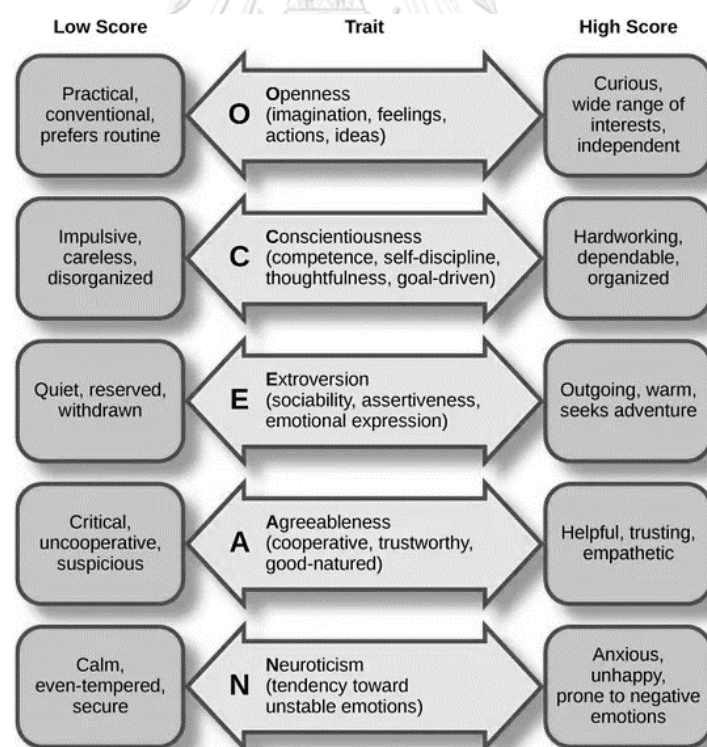 Low Score
Trait
High Score
Practical,
conventional,
prefers routine
O
Openness
(imagination, feelings,
actions, ideas)
Curious,
wide range of
interests,
independent
Impulsive,
careless,
disorganized
C
Conscientiousness
(competence, self-discipline,
thoughtfulness, goal-driven)
Hardworking,
dependable,
organized
Quiet, reserved,
withdrawn
E
Extroversion
(sociability, assertiveness,
emotional expression)
Outgoing, warm,
seeks adventure
Critical,
uncooperative,
suspicious
A
Agreeableness
(cooperative, trustworthy,
good-natured)
Helpful, trusting,
empathetic
Calm,
even-tempered,
secure
N
Neuroticism
(tendency toward
unstable emotions)
Anxious,
unhappy,
prone to negative
emotions